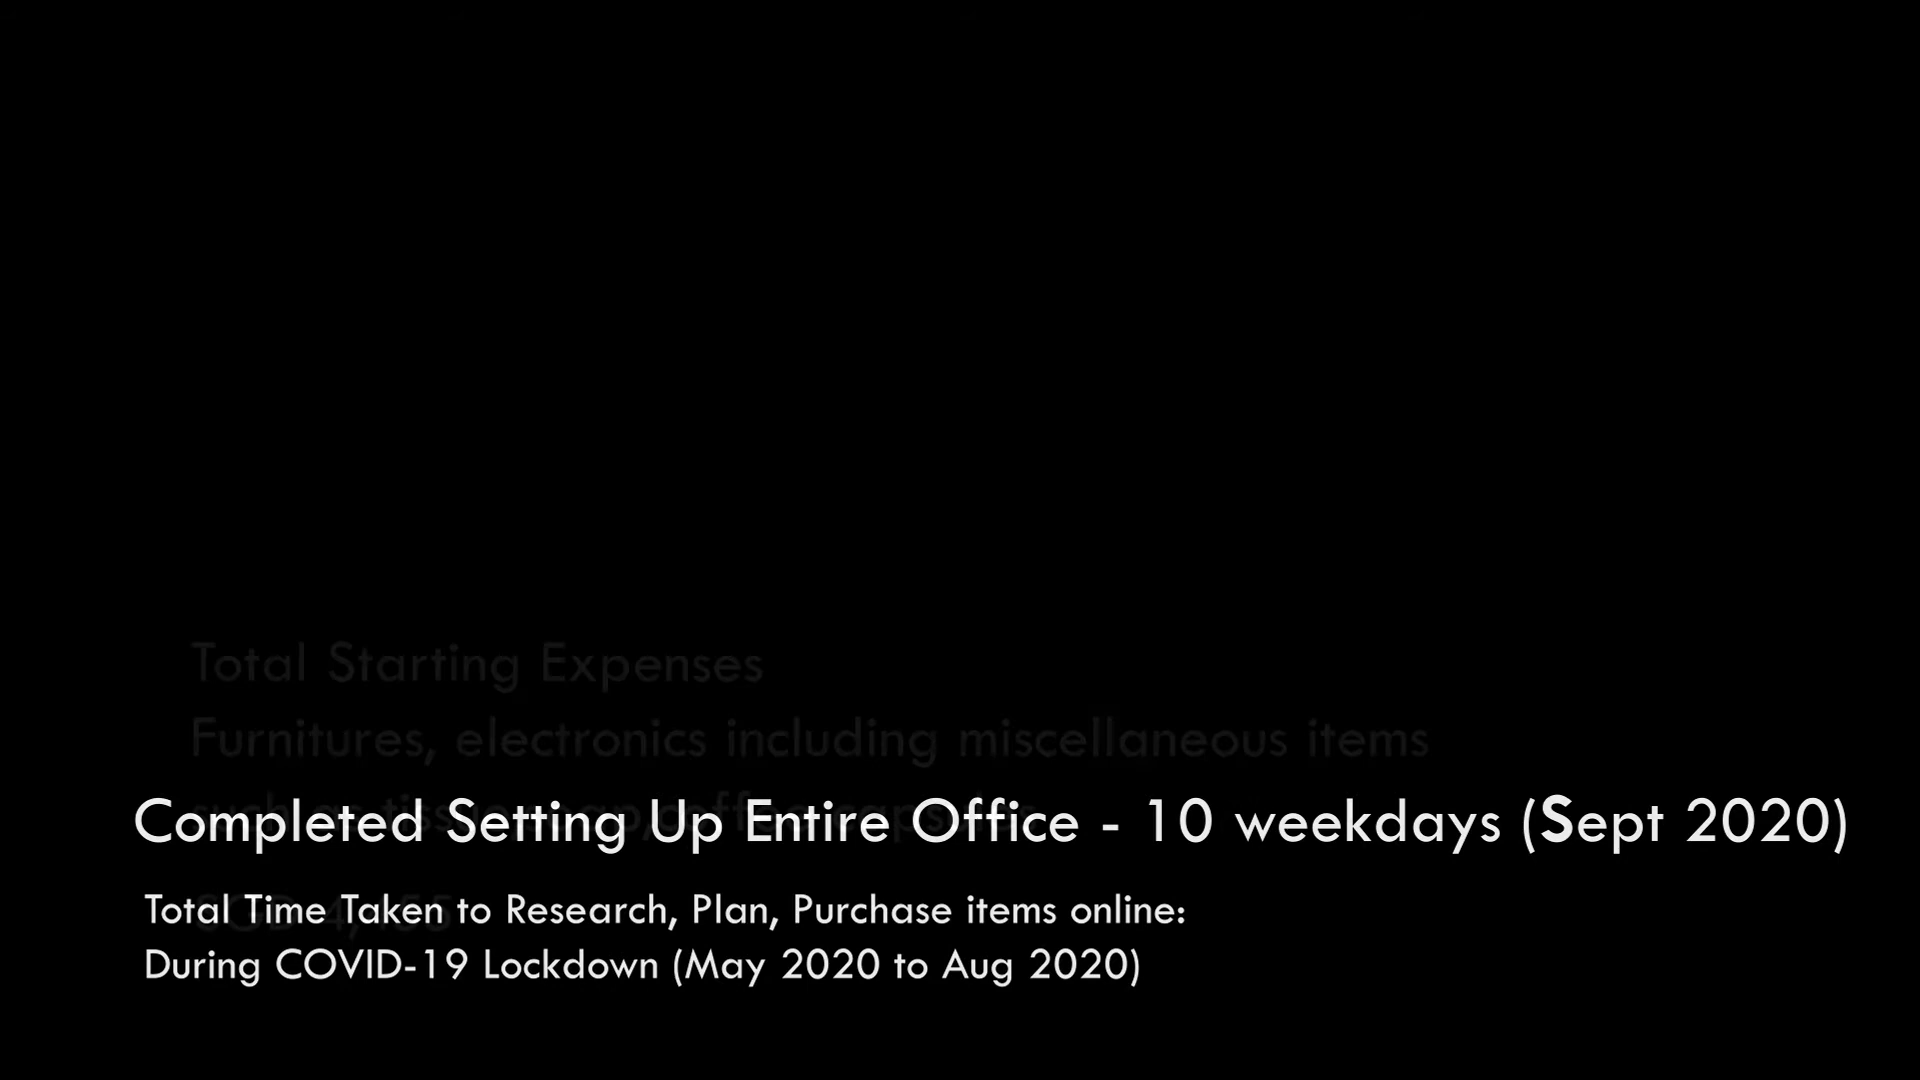 Total Starting Expenses
Furnitures, electronics including miscellaneous items
Completed Setting Up Entire Office - 10 weekdays (Sept 2020)
Total Time Taken to Research, Plan, Purchase items online:
During COVID-19 Lockdown (May 2020 to Aug 2020)